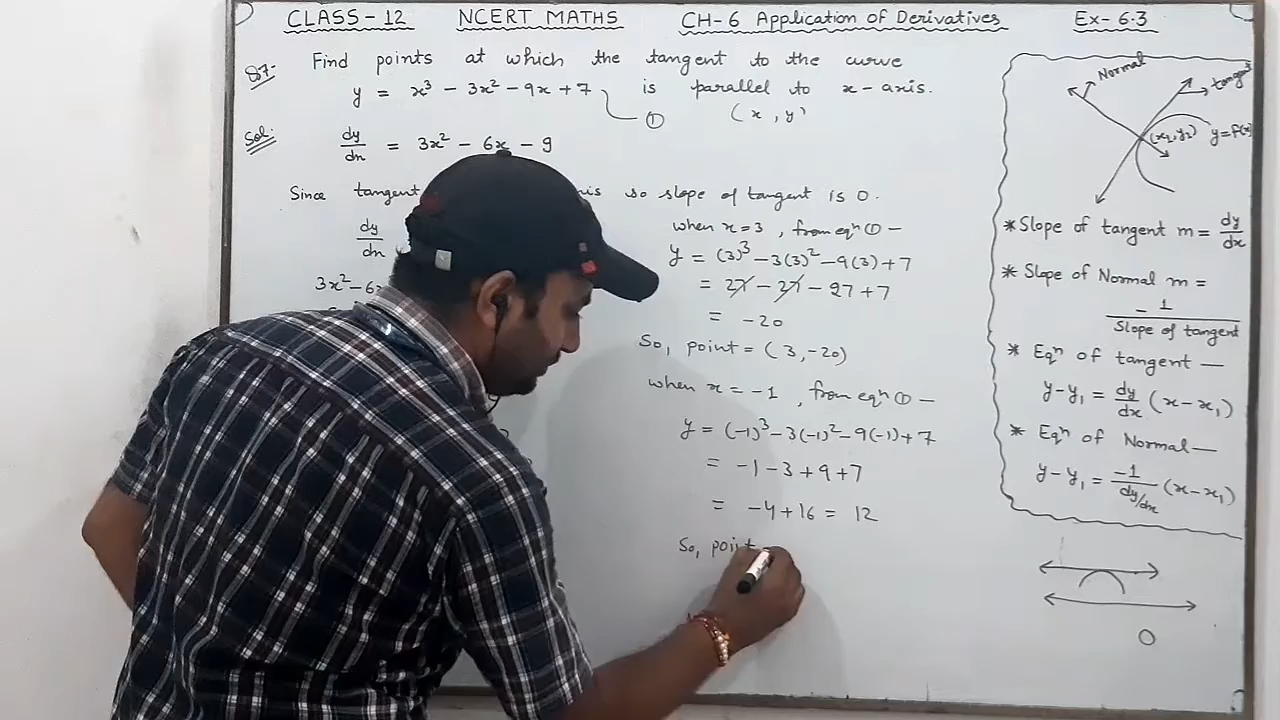 CLASS-12 NCERT MATHS CH-6 Application of Derivatives Ex-6.3
Q7. Find points at which the tangent to the curve
y = x³ - 3x² - 9x + 7 is parallel to x-axis.
① (x, y)
Sol: dy/dx = 3x² - 6x - 9
Since tangent is so slope of tangent is 0.
dy/dx
3x² - 6x
when x = 3, from eqⁿ ① -
y = (3)³ - 3(3)² - 9(3) + 7
= 27 - 27 - 27 + 7
= -20
So, point = (3, -20)
when x = -1, from eqⁿ ① -
y = (-1)³ - 3(-1)² - 9(-1) + 7
= -1 - 3 + 9 + 7
= -4 + 16 = 12
So, point
Normal
tangent
(x₁, y₁) y = f(x)
* Slope of tangent m = dy/dx
* Slope of Normal m =
- 1/Slope of tangent
* Eqⁿ of tangent —
y - y₁ = dy/dx (x - x₁)
* Eqⁿ of Normal —
y - y₁ = -1/dy/dx (x - x₁)
0